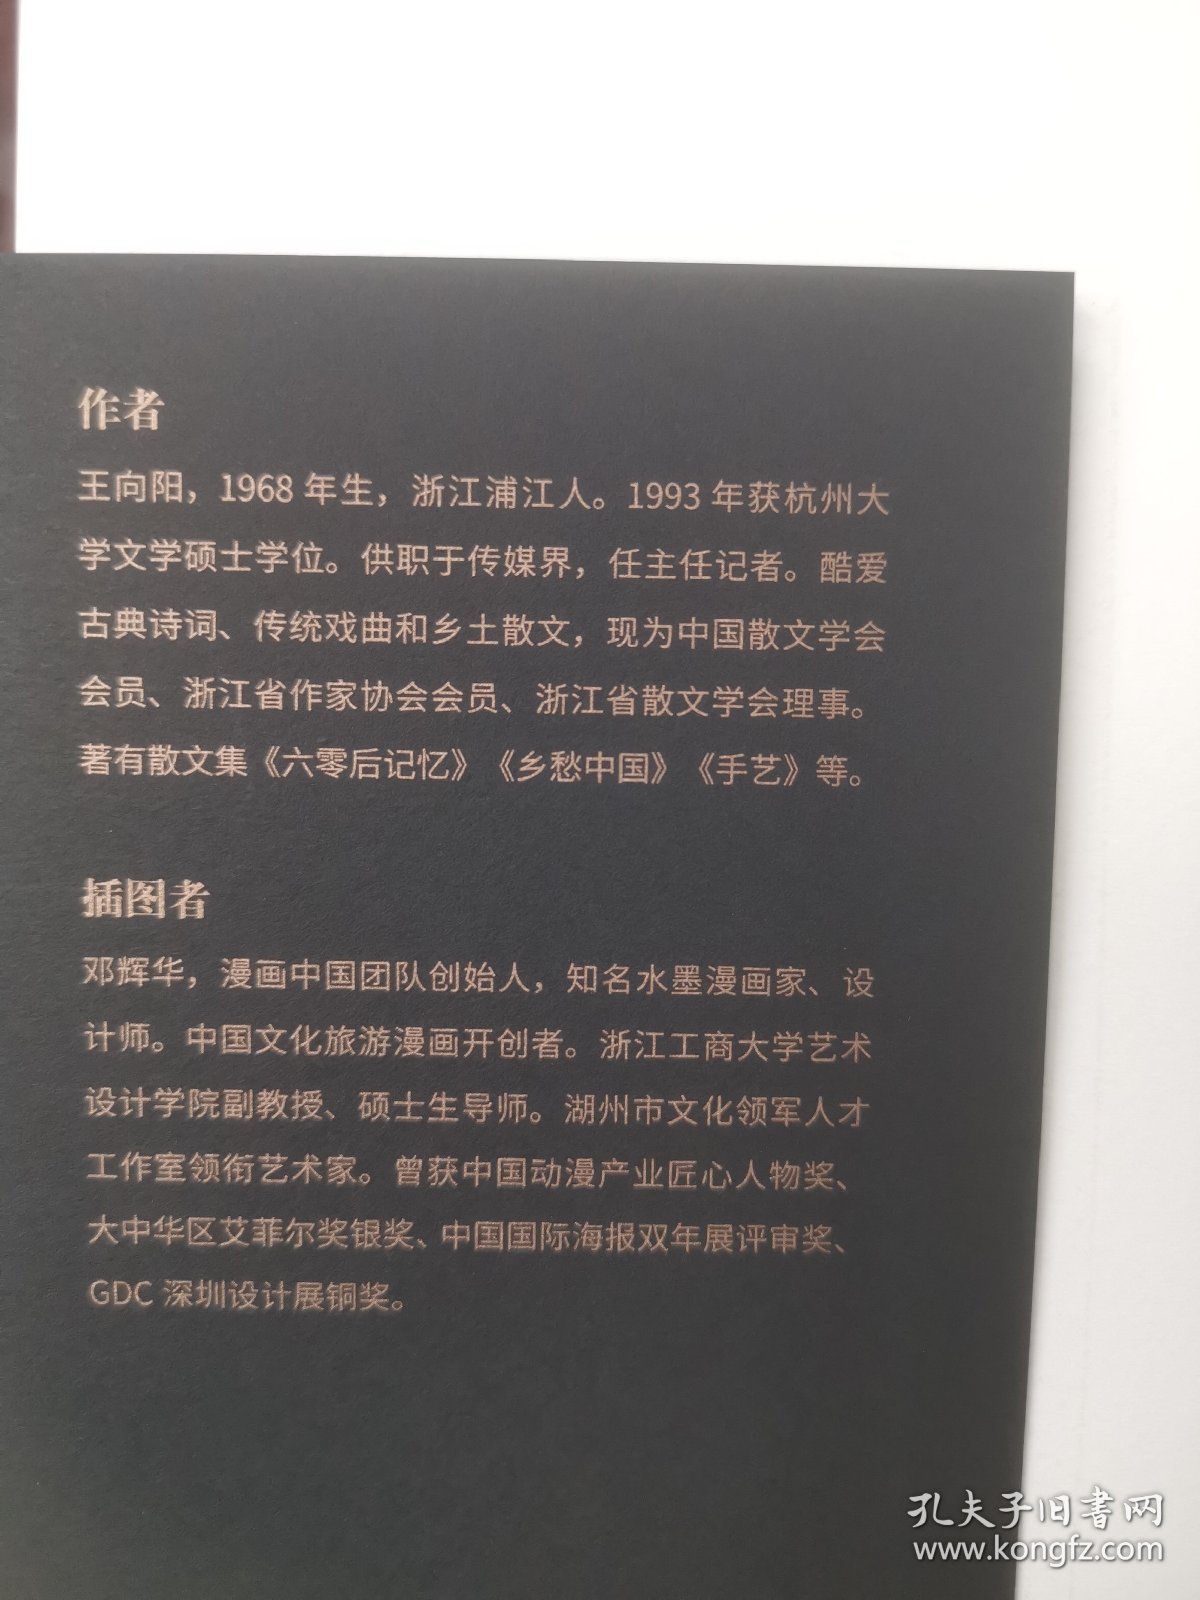 作者
王向阳，1968 年生，浙江浦江人。1993 年获杭州大
学文学硕士学位。供职于传媒界，任主任记者。酷爱
古典诗词、传统戏曲和乡土散文，现为中国散文学会
会员、浙江省作家协会会员、浙江省散文学会理事。
著有散文集《六零后记忆》《乡愁中国》《手艺》等。
插图者
邓辉华，漫画中国团队创始人，知名水墨漫画家、设
计师。中国文化旅游漫画开创者。浙江工商大学艺术
设计学院副教授、硕士生导师。湖州市文化领军人才
工作室领衔艺术家。曾获中国动漫产业匠心人物奖、
大中华区艾菲尔奖银奖、中国国际海报双年展评审奖、
GDC 深圳设计展铜奖。
孔夫子旧書网
www.kongfz.com